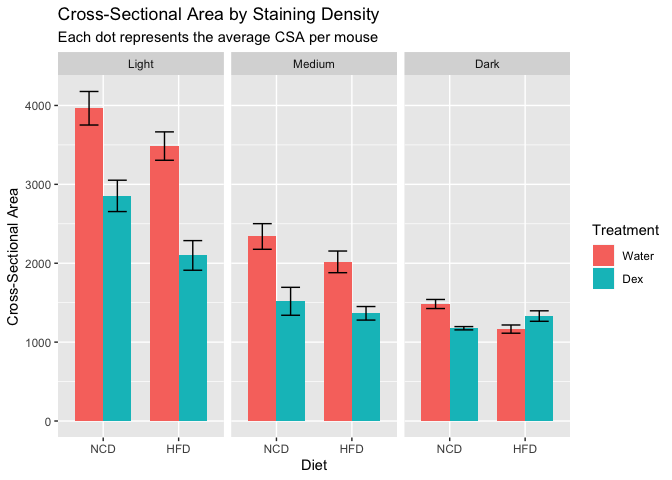 Cross-Sectional Area by Staining Density
Each dot represents the average CSA per mouse
Light Medium Dark
Cross-Sectional Area
4000
3000
2000
1000
0
NCD HFD NCD HFD NCD HFD
Diet
Treatment
Water
Dex